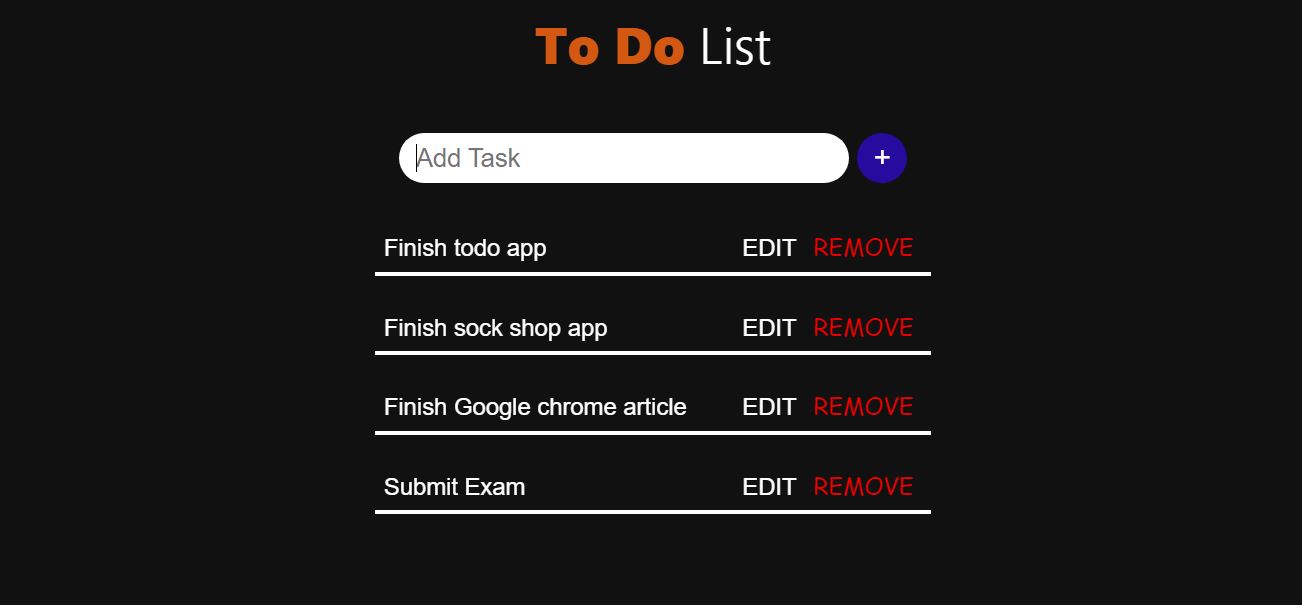 To Do List
Add Task +
Finish todo app EDIT REMOVE
Finish sock shop app EDIT REMOVE
Finish Google chrome article EDIT REMOVE
Submit Exam EDIT REMOVE